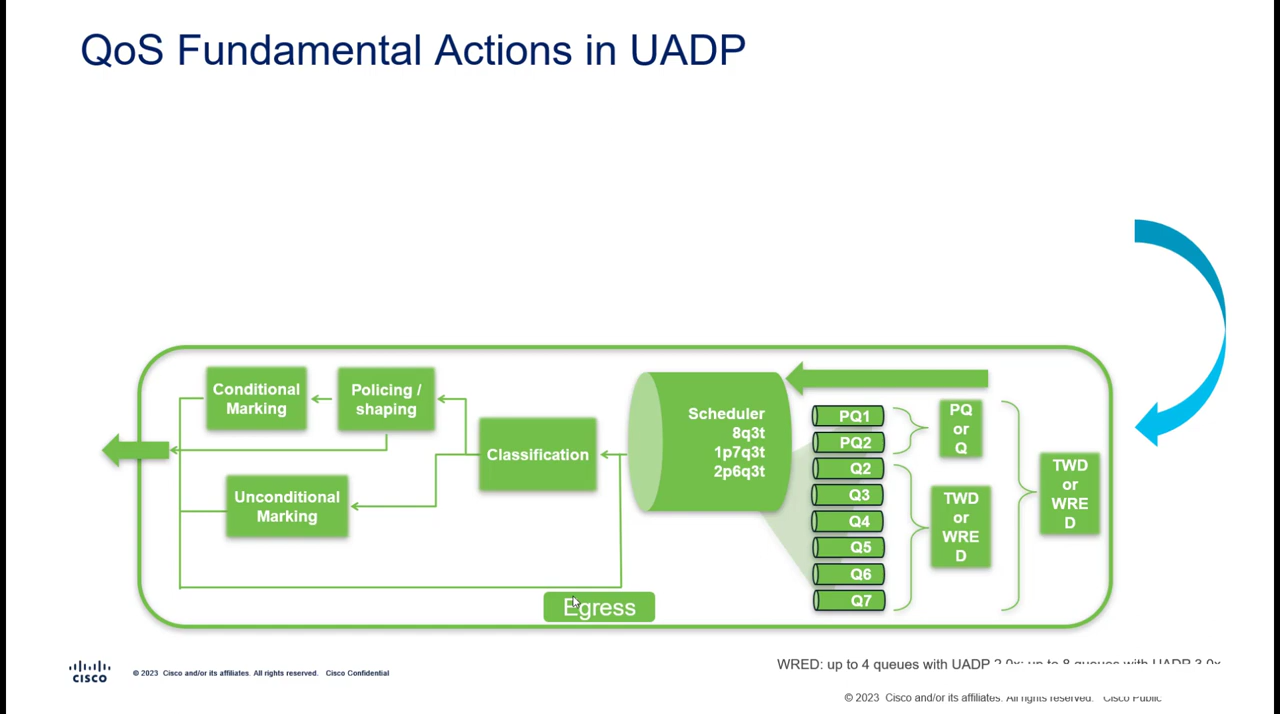 QoS Fundamental Actions in UADP
Conditional
Marking
Policing /
shaping
Unconditional
Marking
Classification
Scheduler
8q3t
1p7q3t
2p6q3t
PQ1
PQ2
Q2
Q3
Q4
Q5
Q6
Q7
PQ
or
Q
TWD
or
WRE
D
TWD
or
WRE
D
Egress
CISCO
© 2023 Cisco and/or its affiliates. All rights reserved. Cisco Confidential
WRED: up to 4 queues with UADP 2.0x; up to 8 queues with UADP 3.0x
© 2023 Cisco and/or its affiliates. All rights reserved. Cisco Public